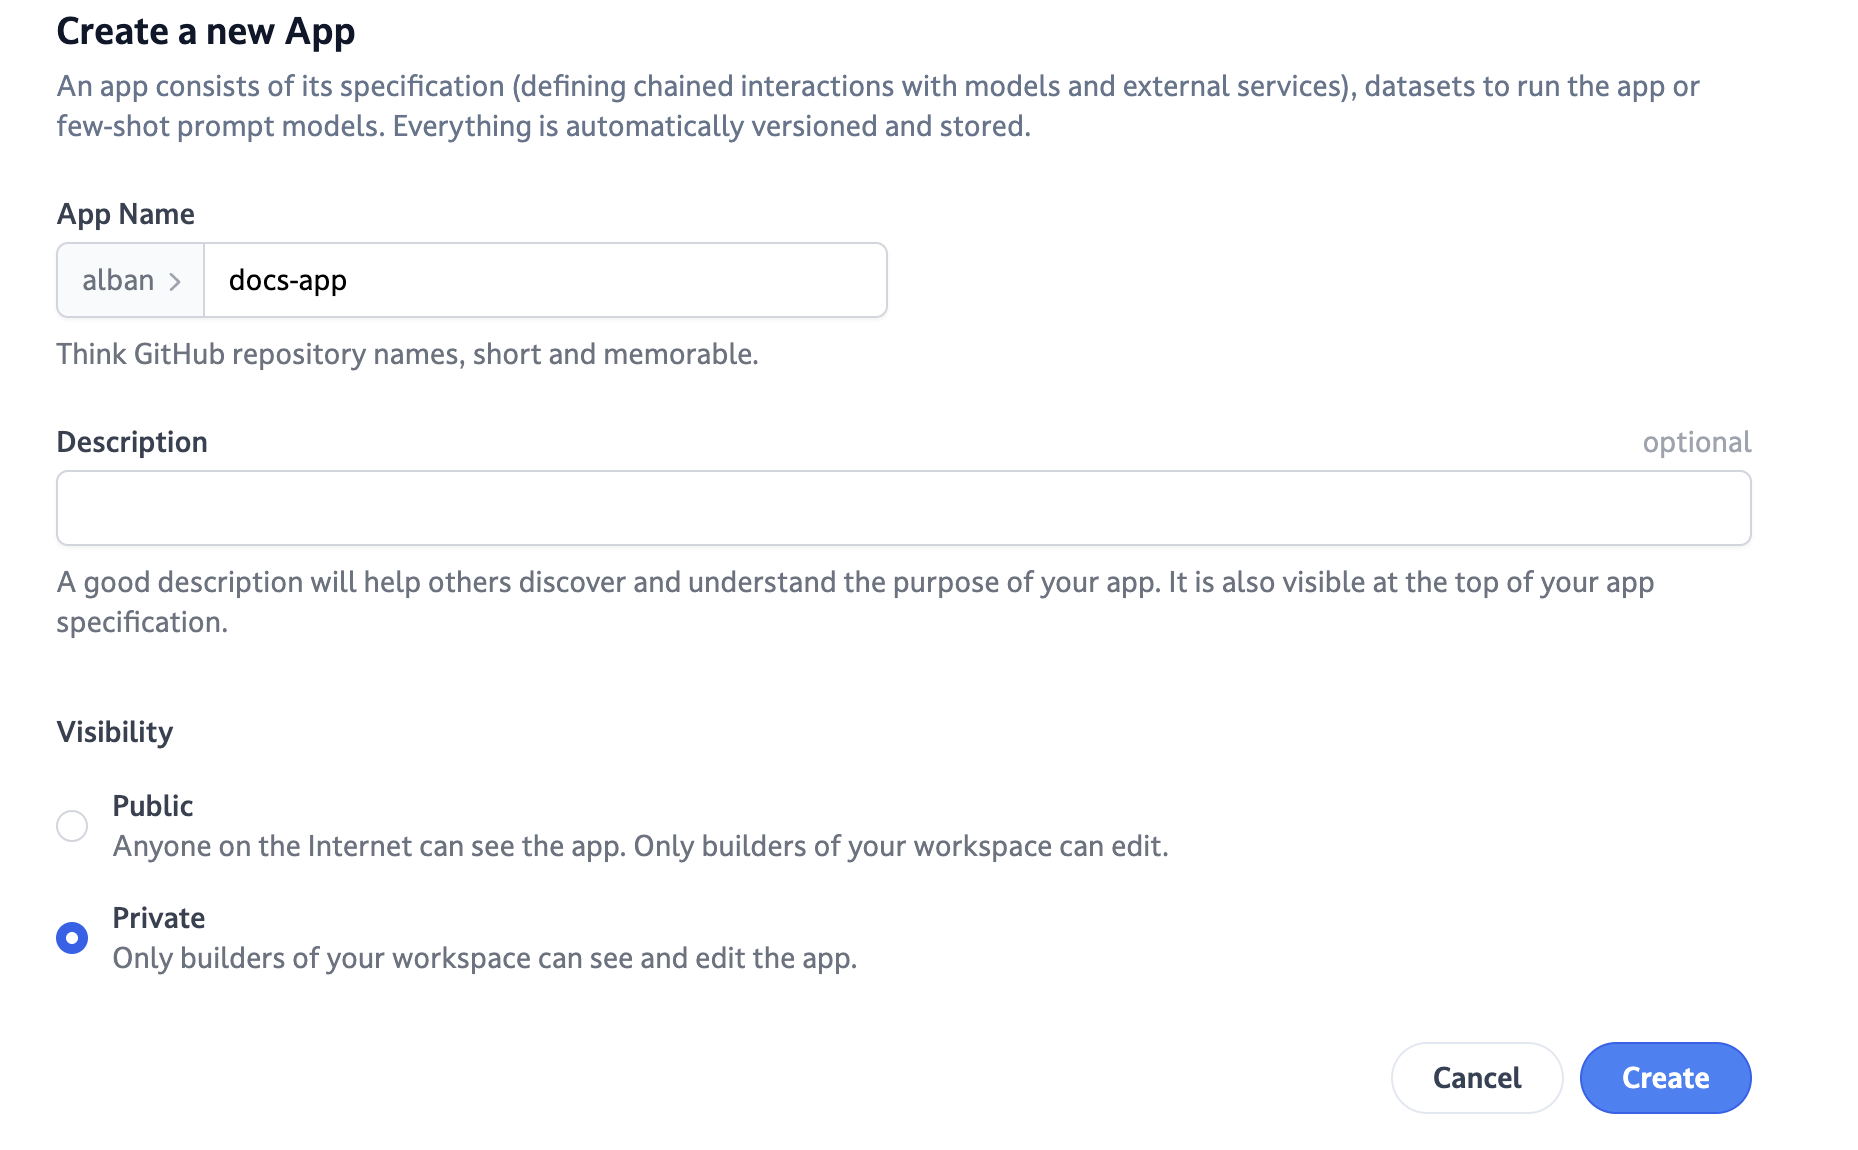 Create a new App
An app consists of its specification (defining chained interactions with models and external services), datasets to run the app or
few-shot prompt models. Everything is automatically versioned and stored.
App Name
alban >
docs-app
Think GitHub repository names, short and memorable.
Description
optional
A good description will help others discover and understand the purpose of your app. It is also visible at the top of your app
specification.
Visibility
Public
Anyone on the Internet can see the app. Only builders of your workspace can edit.
Private
Only builders of your workspace can see and edit the app.
Cancel
Create